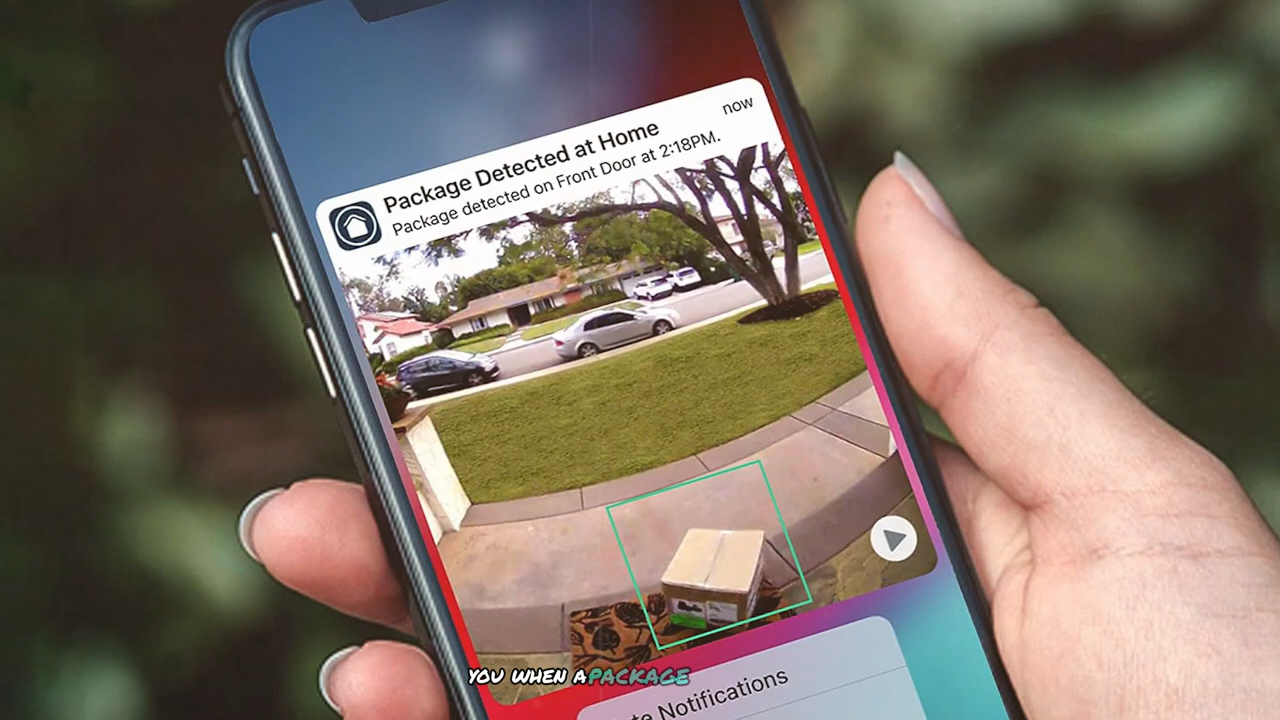 now
Package Detected at Home
Package detected on Front Door at 2:18PM.
YOU WHEN A PACKAGE
Notifications